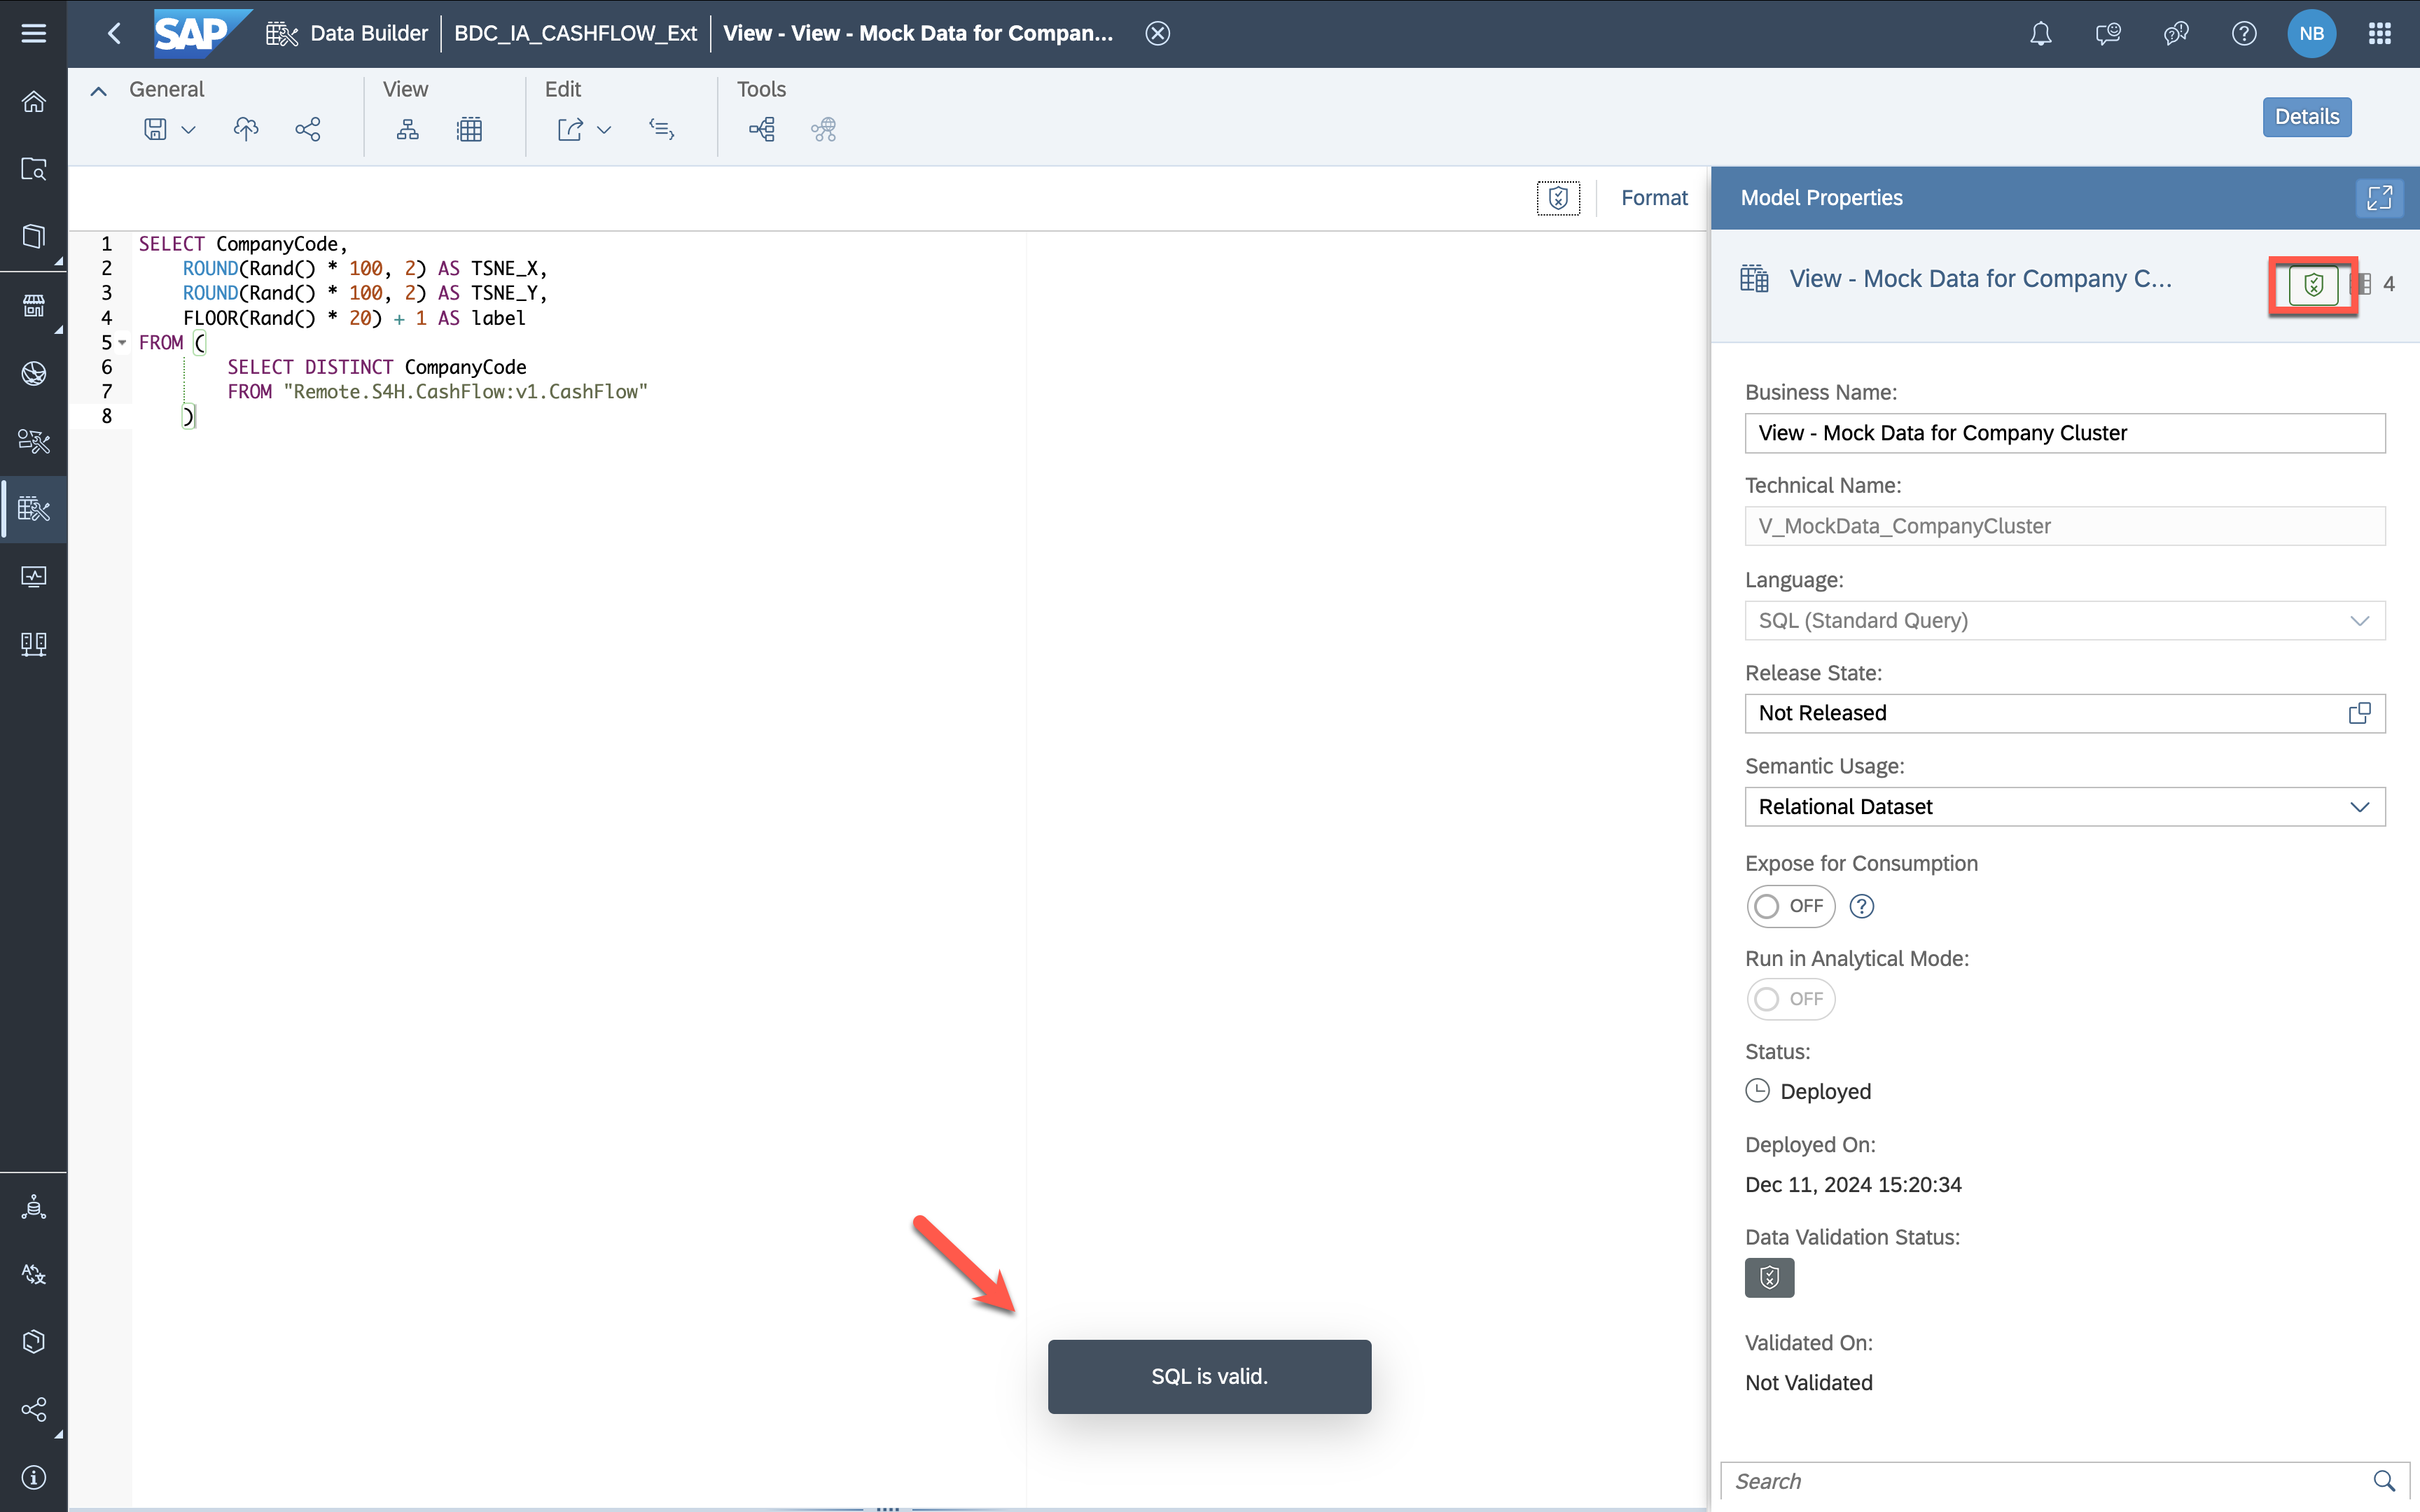 SAP Data Builder BDC_IA_CASHFLOW_Ext View - View - Mock Data for Compan... NB
General View Edit Tools
Details
Format
Model Properties
1 SELECT CompanyCode,
2 ROUND(Rand() * 100, 2) AS TSNE_X,
3 ROUND(Rand() * 100, 2) AS TSNE_Y,
4 FLOOR(Rand() * 20) + 1 AS label
5 FROM (
6 SELECT DISTINCT CompanyCode
7 FROM "Remote.S4H.CashFlow:v1.CashFlow"
8 )
SQL is valid.
View - Mock Data for Company C... 4
Business Name:
View - Mock Data for Company Cluster
Technical Name:
V_MockData_CompanyCluster
Language:
SQL (Standard Query)
Release State:
Not Released
Semantic Usage:
Relational Dataset
Expose for Consumption
OFF
Run in Analytical Mode:
OFF
Status:
Deployed
Deployed On:
Dec 11, 2024 15:20:34
Data Validation Status:
Validated On:
Not Validated
Search